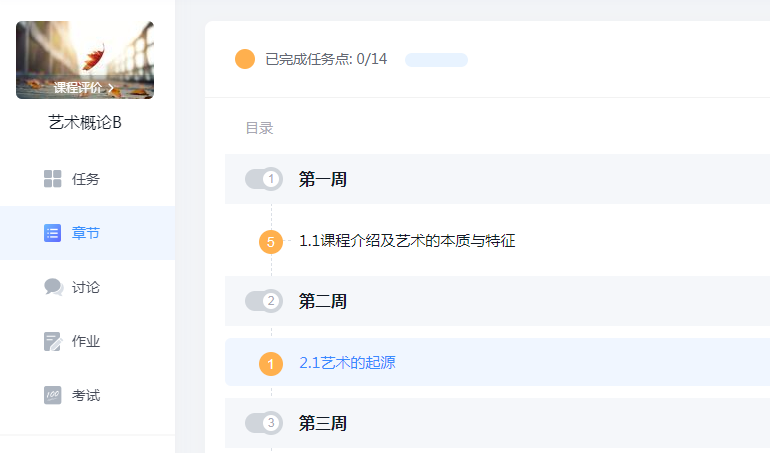 课程评价 >
艺术概论B
任务
章节
讨论
作业
100
考试
已完成任务点: 0/14
目录
1 第一周
5 1.1课程介绍及艺术的本质与特征
2 第二周
1 2.1艺术的起源
3 第三周